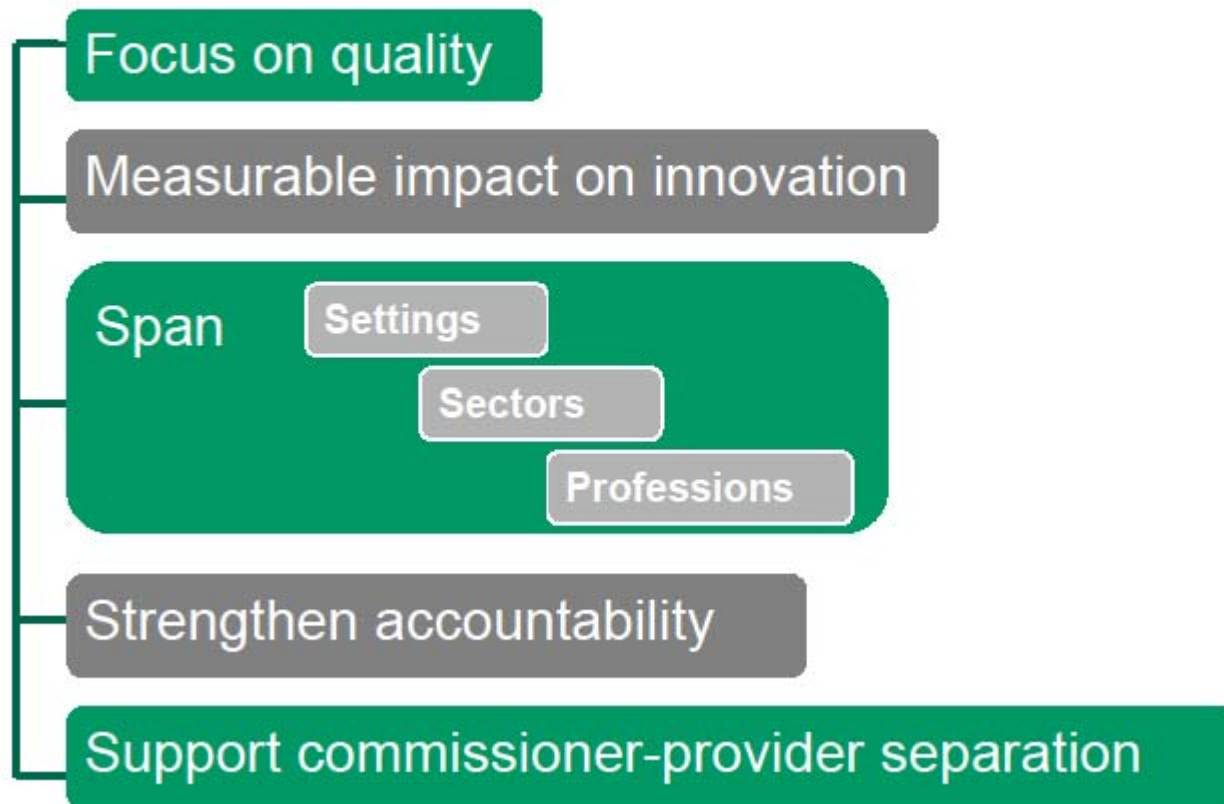 Focus on quality
Measurable impact on innovation
Span
Settings
Sectors
Professions
Strengthen accountability
Support commissioner-provider separation